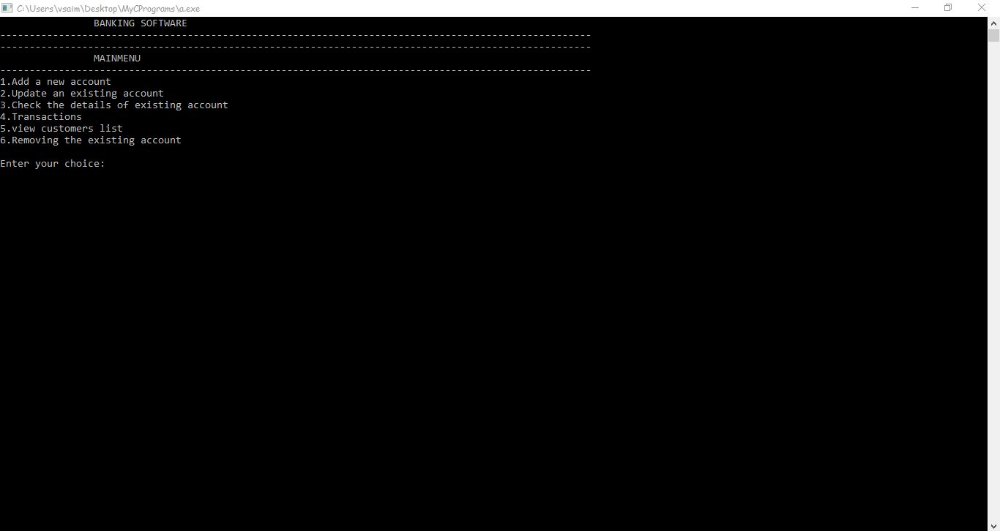 C:\Users\vsaim\Desktop\MyCPrograms\a.exe
BANKING SOFTWARE
-----------------------------------------------------------------------------------------------------
-----------------------------------------------------------------------------------------------------
MAINMENU
-----------------------------------------------------------------------------------------------------
1.Add a new account
2.Update an existing account
3.Check the details of existing account
4.Transactions
5.view customers list
6.Removing the existing account
Enter your choice: